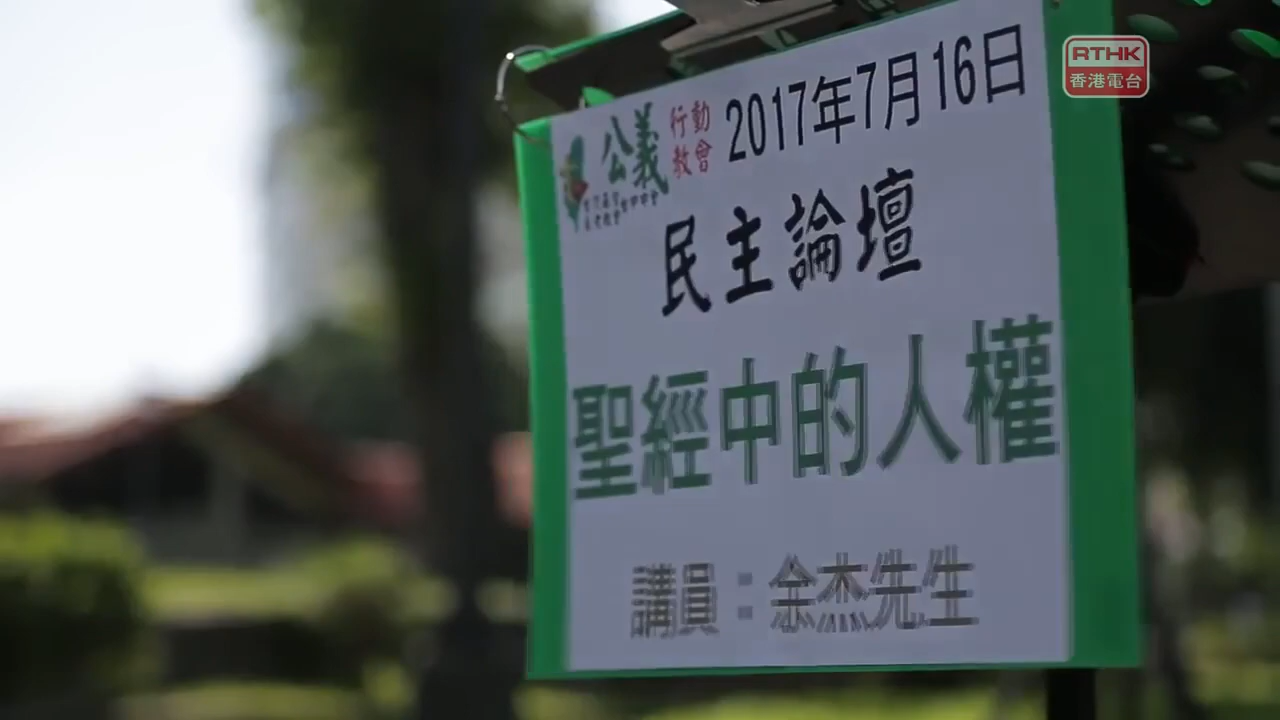 RTHK
香港電台
公義
行動
教會
2017年7月16日
民主論壇
聖經中的人權
講員：余杰先生